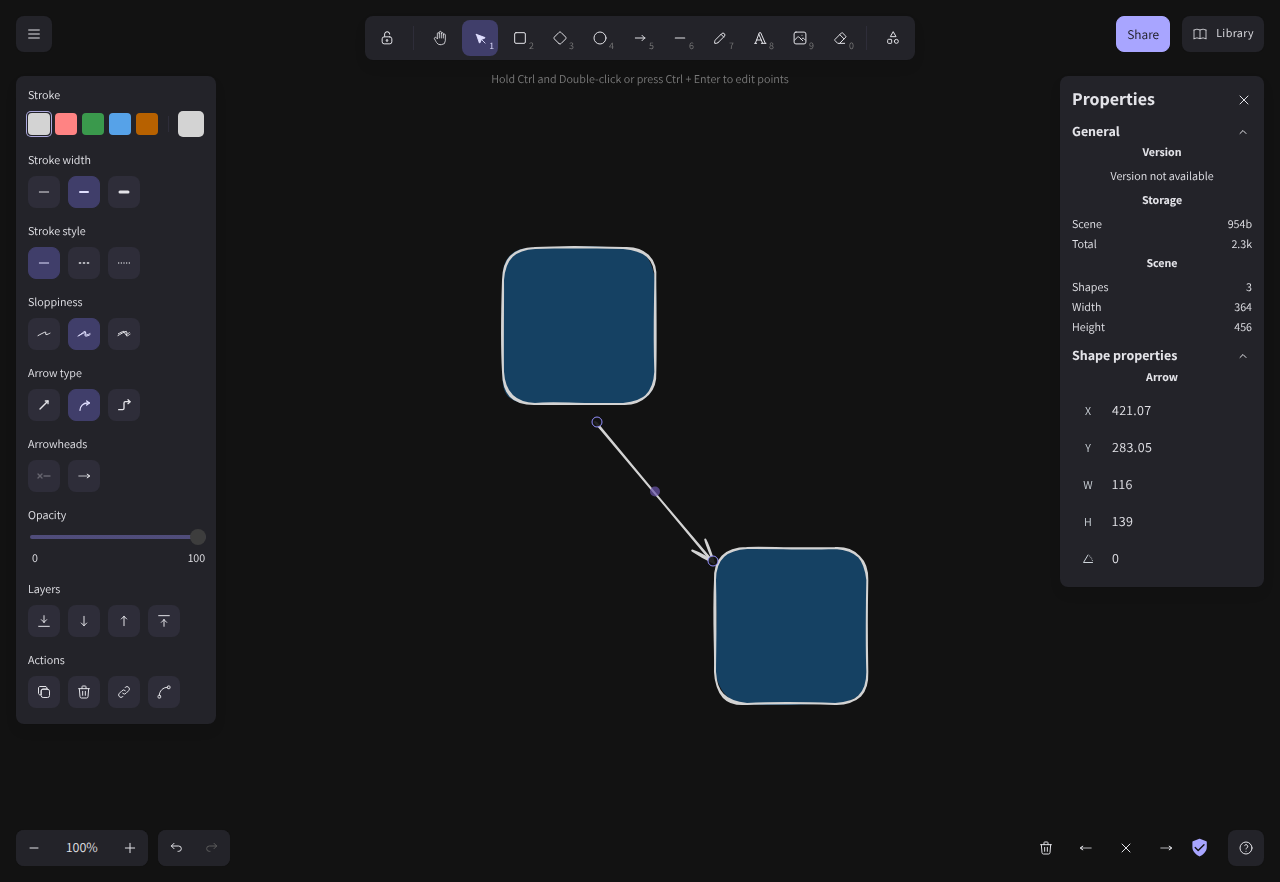 1
2
3
4
5
6
7
8
9
0
Share
Library
Hold Ctrl and Double-click or press Ctrl + Enter to edit points
Stroke
Stroke width
Stroke style
Sloppiness
Arrow type
Arrowheads
Opacity
0 100
Layers
Actions
Properties
General
Version
Version not available
Storage
Scene 954b
Total 2.3k
Scene
Shapes 3
Width 364
Height 456
Shape properties
Arrow
X 421.07
Y 283.05
W 116
H 139
0
100%